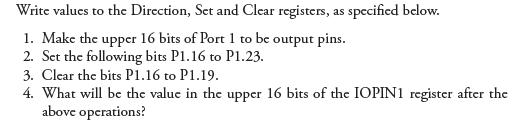 Write values to the Direction, Set and Clear registers, as specified below.
1. Make the upper 16 bits of Port 1 to be output pins.
2. Set the following bits P1.16 to P1.23.
3. Clear the bits P1.16 to P1.19.
4. What will be the value in the upper 16 bits of the IOPIN1 register after the
above operations?